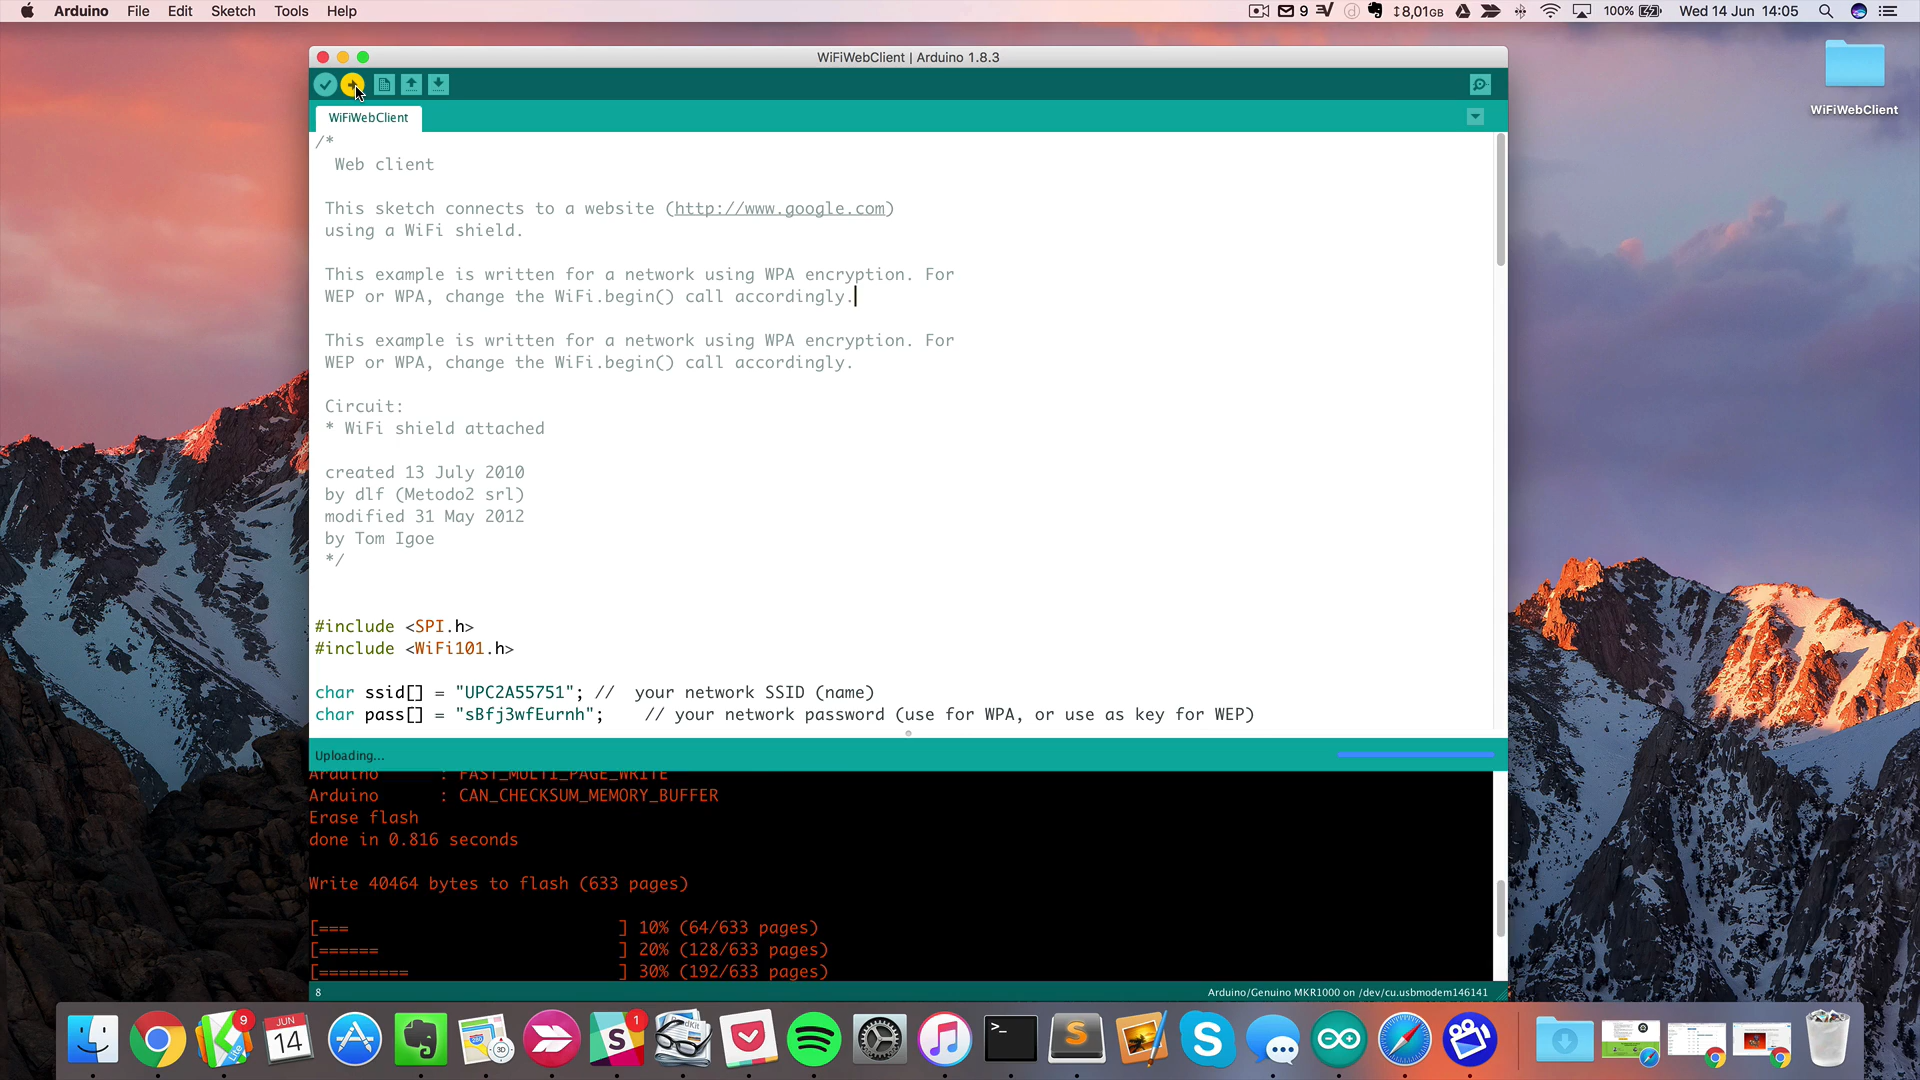 Arduino File Edit Sketch Tools Help 9 8,01GB 100% Wed 14 Jun 14:05
WiFiWebClient | Arduino 1.8.3
WiFiWebClient
WiFiWebClient
/*
Web client
This sketch connects to a website (http://www.google.com)
using a WiFi shield.
This example is written for a network using WPA encryption. For
WEP or WPA, change the WiFi.begin() call accordingly.
This example is written for a network using WPA encryption. For
WEP or WPA, change the WiFi.begin() call accordingly.
Circuit:
* WiFi shield attached
created 13 July 2010
by dlf (Metodo2 srl)
modified 31 May 2012
by Tom Igoe
*/
#include <SPI.h>
#include <WiFi101.h>
char ssid[] = "UPC2A55751"; //  your network SSID (name)
char pass[] = "sBfj3wfEurnh";    // your network password (use for WPA, or use as key for WEP)
Uploading...
Arduino      : FAST_MULTI_PAGE_WRITE
Arduino      : CAN_CHECKSUM_MEMORY_BUFFER
Erase flash
done in 0.816 seconds
Write 40464 bytes to flash (633 pages)
[===                           ] 10% (64/633 pages)
[======                        ] 20% (128/633 pages)
[=========                     ] 30% (192/633 pages)
8 Arduino/Genuino MKR1000 on /dev/cu.usbmodem146141
9
Lite
JUN
14
280
3D
1
>_
S
S